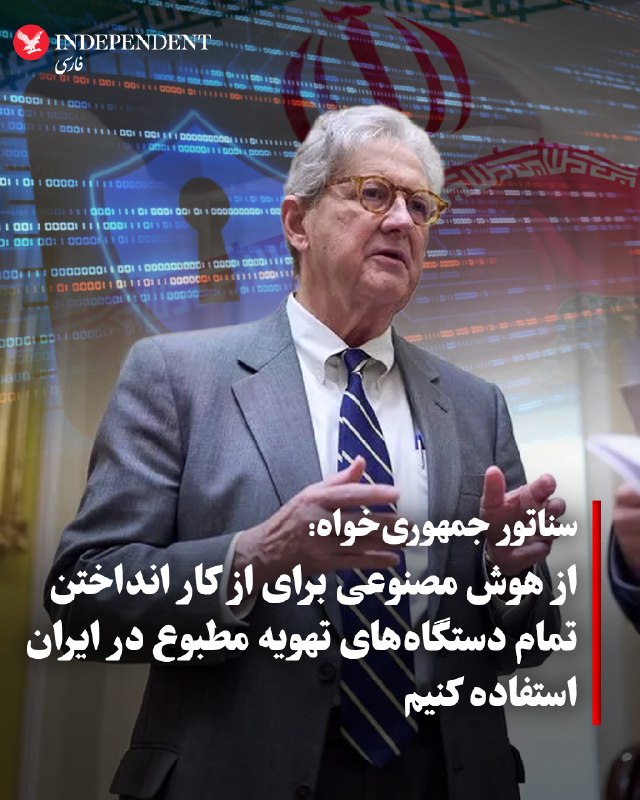 INDEPENDENT
فارسی
سناتور جمهوری‌خواه:
از هوش مصنوعی برای از کار انداختن
تمام دستگاه‌های تهویه مطبوع در ایران
استفاده کنیم